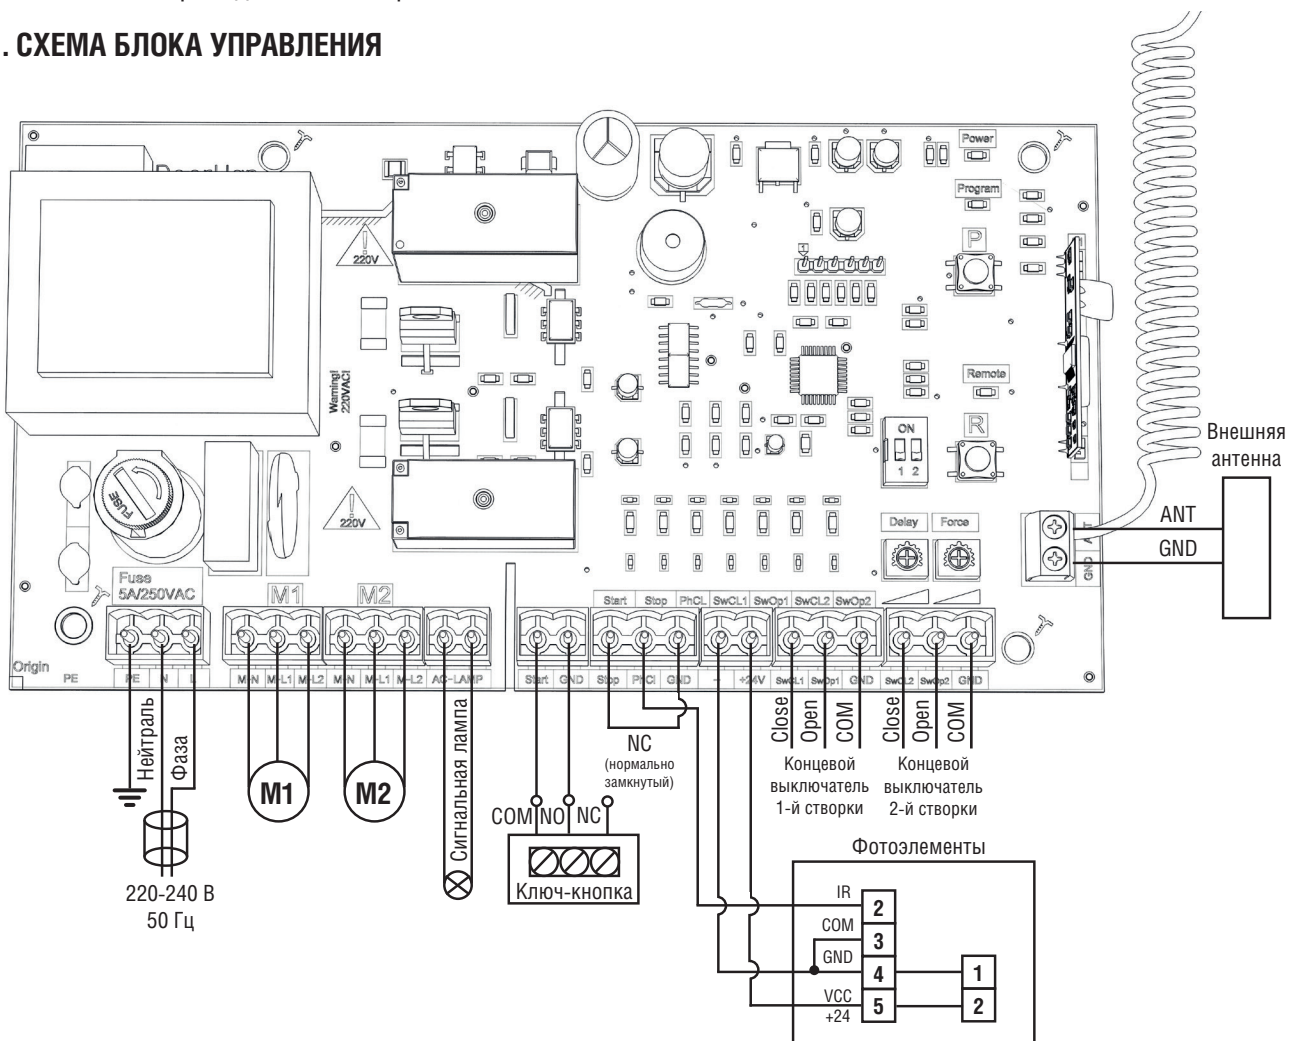 . СХЕМА БЛОКА УПРАВЛЕНИЯ
DoorHan
Power
Program
P
1
220V
Warning!
220VAC!
Remote
R
ON
1 2
FUSE
220V
Delay Force
Внешняя
антенна
ANT
GND
ANT
GND
Fuse
5A/250VAC
M1
M2
Start Stop PhCL SwCL1 SwOp1 SwCL2 SwOp2
Origin
PE
PE N L
M-N M-L1 M-L2 M-N M-L1 M-L2 AC-LAMP
Start GND Stop PhCl GND - +24V SwCL1 SwOp1 GND SwCL2 SwOp2 GND
Нейтраль
Фаза
M1
M2
Сигнальная лампа
NC
(нормально
замкнутый)
Close
Open
COM
Close
Open
COM
Концевой
выключатель
1-й створки
Концевой
выключатель
2-й створки
COM NO NC
Ключ-кнопка
220-240 В
50 Гц
Фотоэлементы
IR
2
COM
3
GND
4
1
VCC
+24
5
2